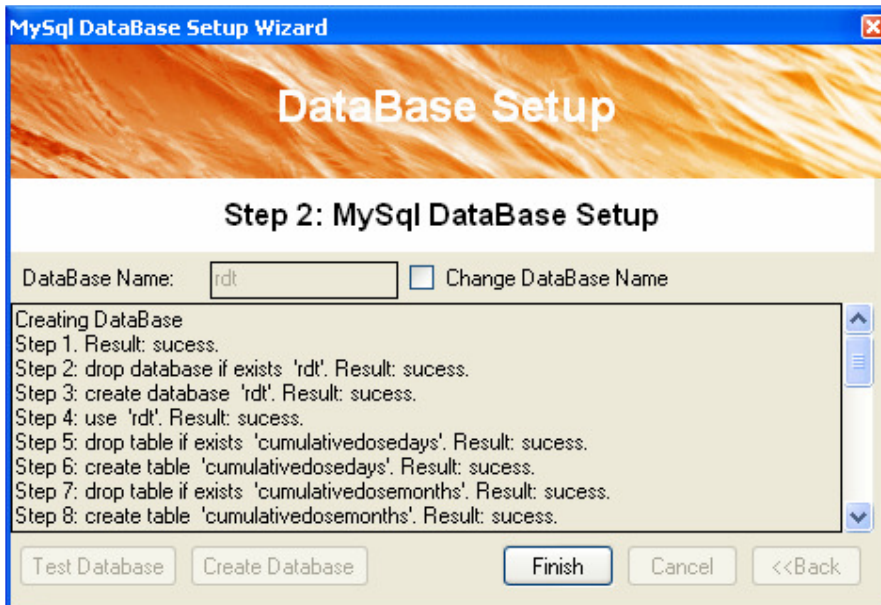 MySql DataBase Setup Wizard
DataBase Setup
Step 2: MySql DataBase Setup
DataBase Name: rdt Change DataBase Name
Creating DataBase
Step 1. Result: sucess.
Step 2: drop database if exists 'rdt'. Result: sucess.
Step 3: create database 'rdt'. Result: sucess.
Step 4: use 'rdt'. Result: sucess.
Step 5: drop table if exists 'cumulativedosedays'. Result: sucess.
Step 6: create table 'cumulativedosedays'. Result: sucess.
Step 7: drop table if exists 'cumulativedosemonths'. Result: sucess.
Step 8: create table 'cumulativedosemonths'. Result: sucess.
Test Database Create Database Finish Cancel <<Back